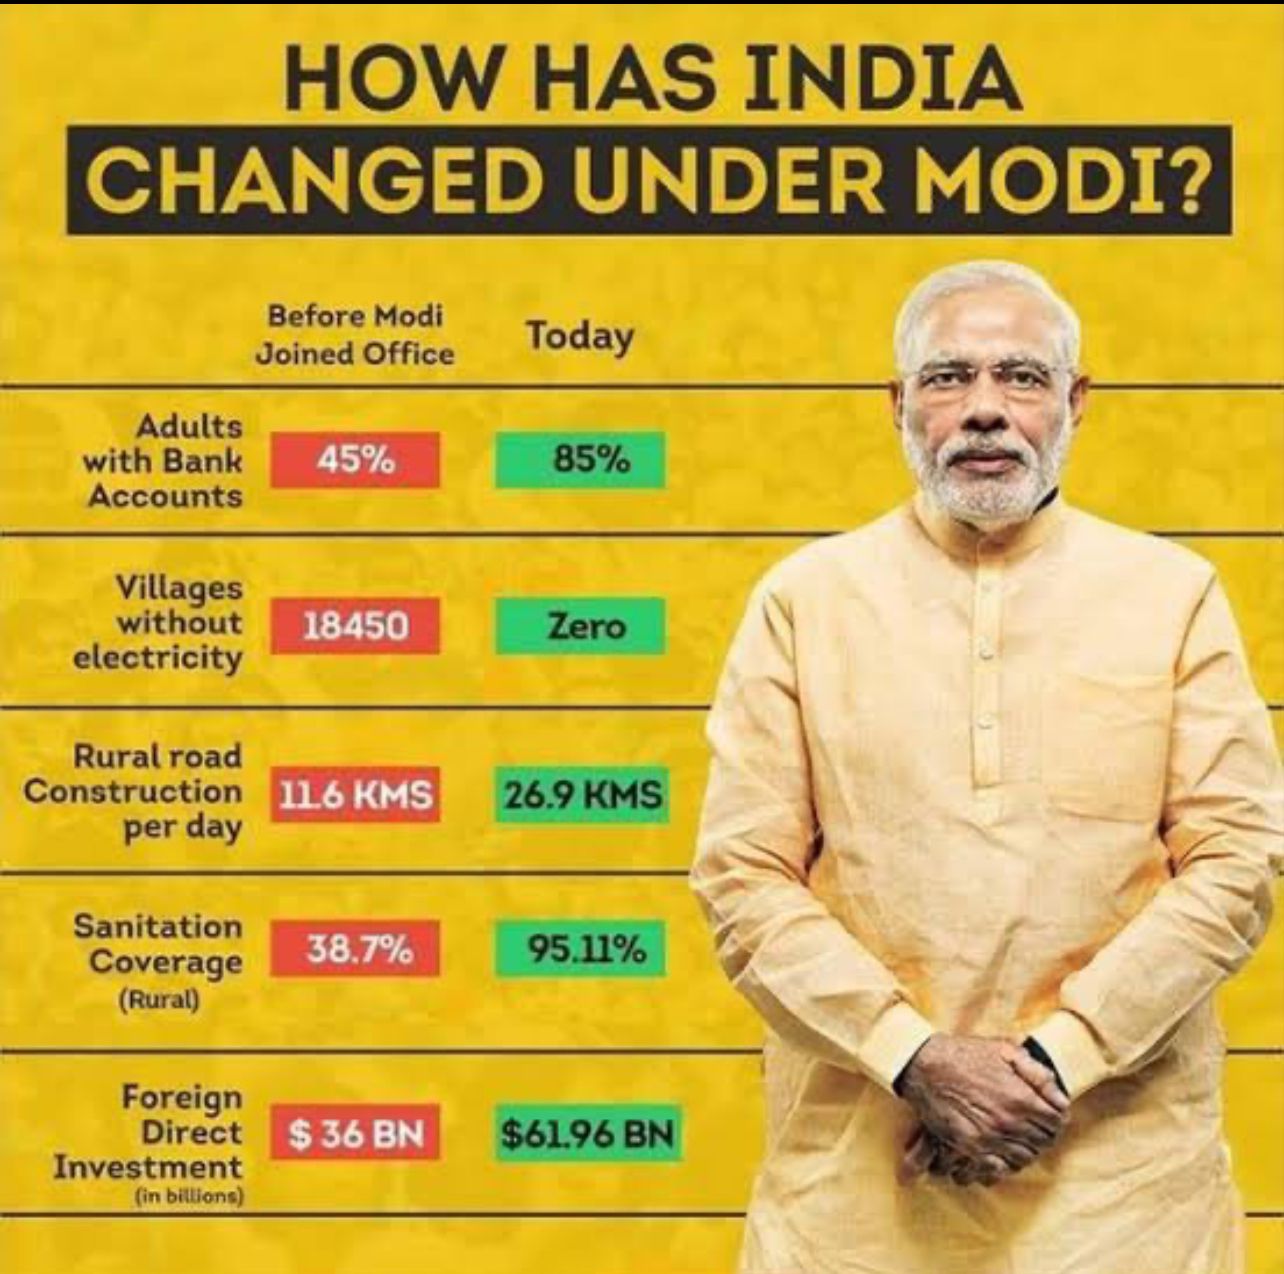 HOW HAS INDIA
CHANGED UNDER MODI?
Before Modi
Joined Office
Today
Adults
with Bank
Accounts
45%
85%
Villages
without
electricity
18450
Zero
Rural road
Construction
per day
11.6 KMS
26.9 KMS
Sanitation
Coverage
(Rural)
38.7%
95.11%
Foreign
Direct
Investment
(in billions)
$ 36 BN
$61.96 BN